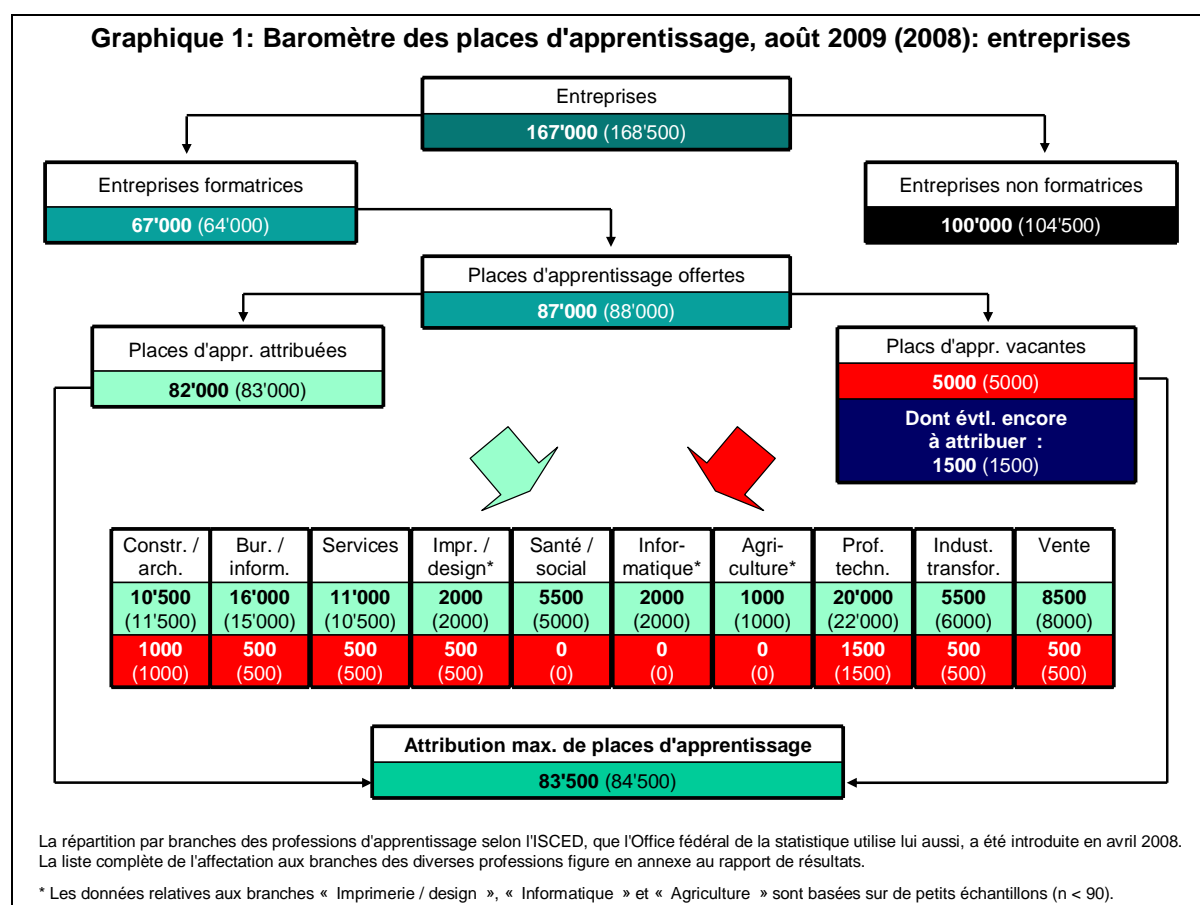 Graphique 1: Baromètre des places d'apprentissage, août 2009 (2008): entreprises
Entreprises
167'000 (168'500)
Entreprises formatrices
67'000 (64'000)
Entreprises non formatrices
100'000 (104'500)
Places d'apprentissage offertes
87'000 (88'000)
Places d'appr. attribuées
82'000 (83'000)
Placs d'appr. vacantes
5000 (5000)
Dont évtl. encore
à attribuer :
1500 (1500)
Constr. / Bur. / Services Impr. / Santé / Infor- Agri- Prof. Indust. Vente
arch. inform. design* social matique* culture* techn. transfor.
10'500 16'000 11'000 2000 5500 2000 1000 20'000 5500 8500
(11'500) (15'000) (10'500) (2000) (5000) (2000) (1000) (22'000) (6000) (8000)
1000 500 500 500 0 0 0 1500 500 500
(1000) (500) (500) (500) (0) (0) (0) (1500) (500) (500)
Attribution max. de places d'apprentissage
83'500 (84'500)
La répartition par branches des professions d'apprentissage selon l'ISCED, que l'Office fédéral de la statistique utilise lui aussi, a été introduite en avril 2008.
La liste complète de l'affectation aux branches des diverses professions figure en annexe au rapport de résultats.
* Les données relatives aux branches « Imprimerie / design », « Informatique » et « Agriculture » sont basées sur de petits échantillons (n < 90).